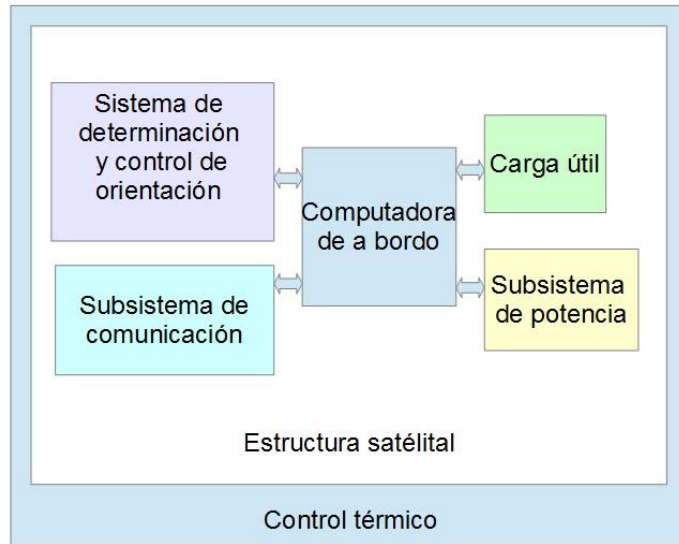 Sistema de
determinación
y control de
orientación
Carga útil
Computadora
de a bordo
Subsistema de
comunicación
Subsistema
de potencia
Estructura satélital
Control térmico